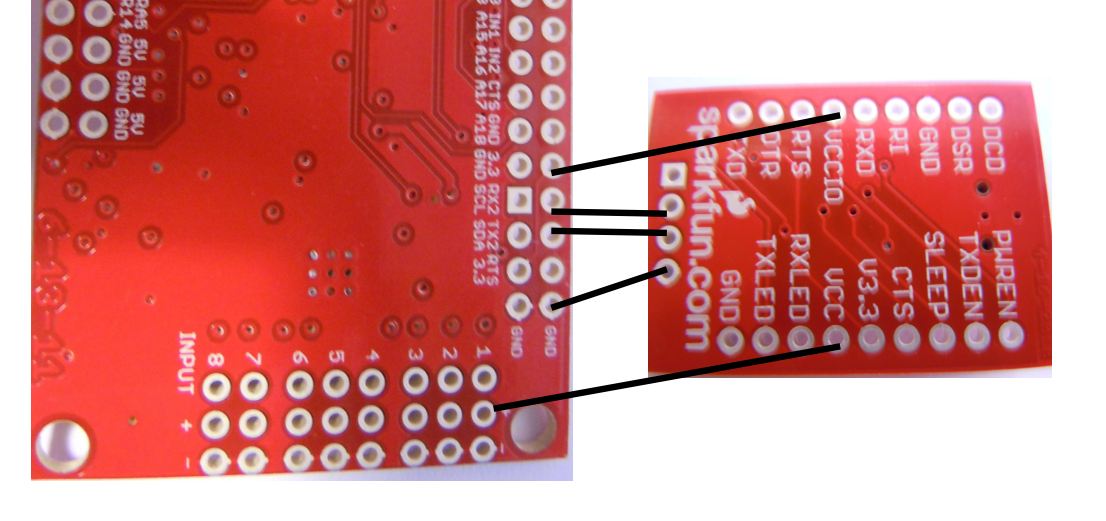 RA5 5V 5V 5V
R14 GND GND GND
IN1 IN2 CTS GND 3.3 RX2 TX2 RTS
A15 A16 A17 A18 GND SCL SDA 3.3
GND GND
INPUT 8 7 6 5 4 3 2 1
+
-
sparkfun.com
TXD DTR RTS VCCIO RXD RI GND DSR DCD
GND TXLED RXLED VCC V3.3 CTS SLEEP TXDEN PWREN